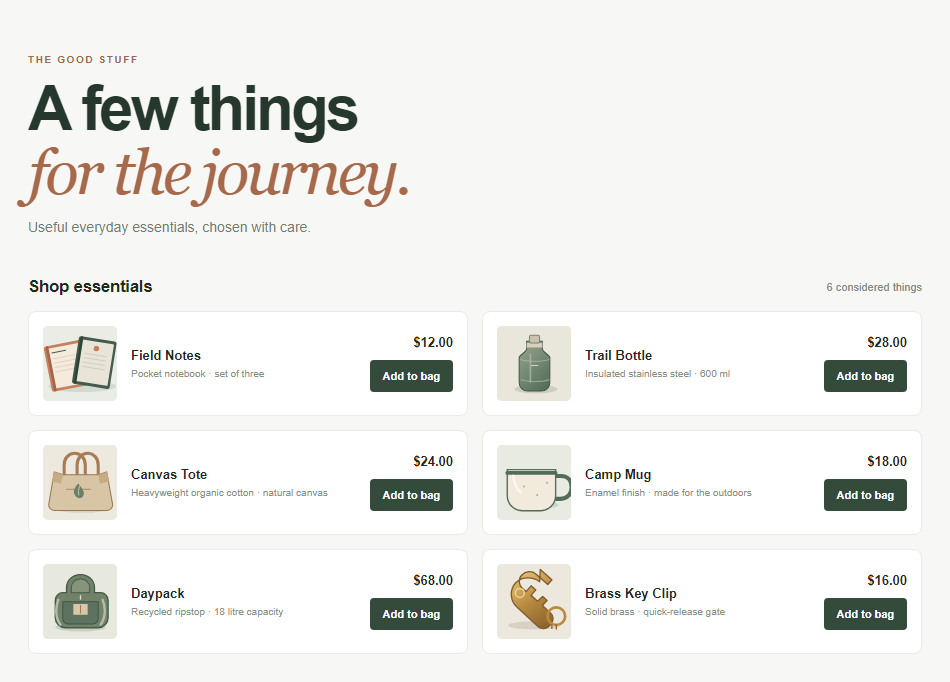 THE GOOD STUFF
A few things
for the journey.
Useful everyday essentials, chosen with care.
Shop essentials
6 considered things
Field Notes
Pocket notebook · set of three
$12.00
Add to bag
Trail Bottle
Insulated stainless steel · 600 ml
$28.00
Add to bag
Canvas Tote
Heavyweight organic cotton · natural canvas
$24.00
Add to bag
Camp Mug
Enamel finish · made for the outdoors
$18.00
Add to bag
Daypack
Recycled ripstop · 18 litre capacity
$68.00
Add to bag
Brass Key Clip
Solid brass · quick-release gate
$16.00
Add to bag